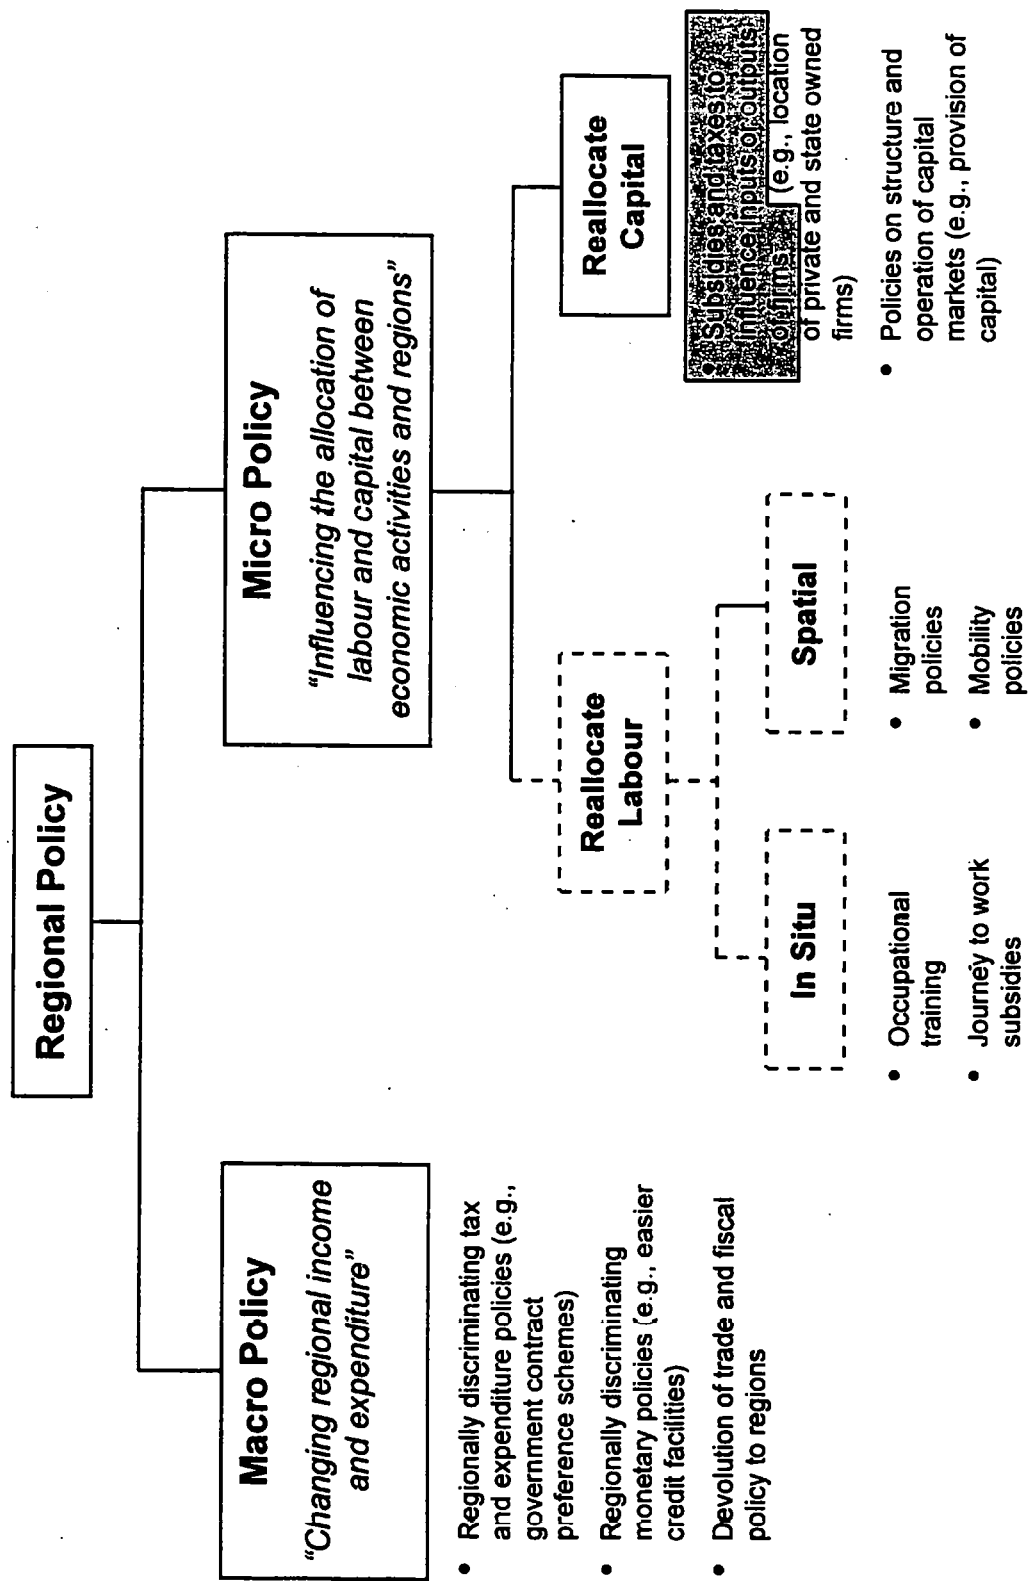 Regional Policy
Macro Policy
“Changing regional income
and expenditure”
• Regionally discriminating tax
and expenditure policies (e.g.,
government contract
preference schemes)
• Regionally discriminating
monetary policies (e.g., easier
credit facilities)
• Devolution of trade and fiscal
policy to regions
Micro Policy
“Influencing the allocation of
labour and capital between
economic activities and regions”
Reallocate
Labour
In Situ
• Occupational
training
• Journey to work
subsidies
Spatial
• Migration
policies
• Mobility
policies
Reallocate
Capital
• Subsidies and taxes to
influence inputs or outputs
of firms (e.g., location
of private and state owned
firms)
• Policies on structure and
operation of capital
markets (e.g., provision of
capital)